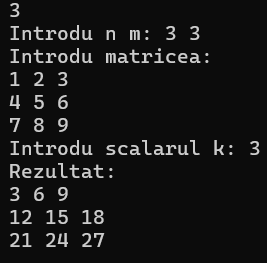 3
Introdu n m: 3 3
Introdu matricea:
1 2 3
4 5 6
7 8 9
Introdu scalarul k: 3
Rezultat:
3 6 9
12 15 18
21 24 27